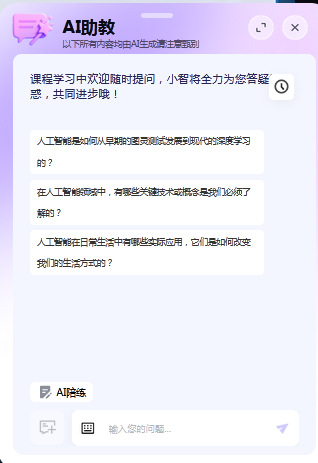 AI助教
以下所有内容均由AI生成请注意甄别
课程学习中欢迎随时提问，小智将全力为您答疑解
惑，共同进步哦！
人工智能是如何从早期的图灵测试发展到现代的深度学习
的？
在人工智能领域中，有哪些关键技术或概念是我们必须了
解的？
人工智能在日常生活中有哪些实际应用，它们是如何改变
我们的生活方式的？
AI陪练
输入您的问题...